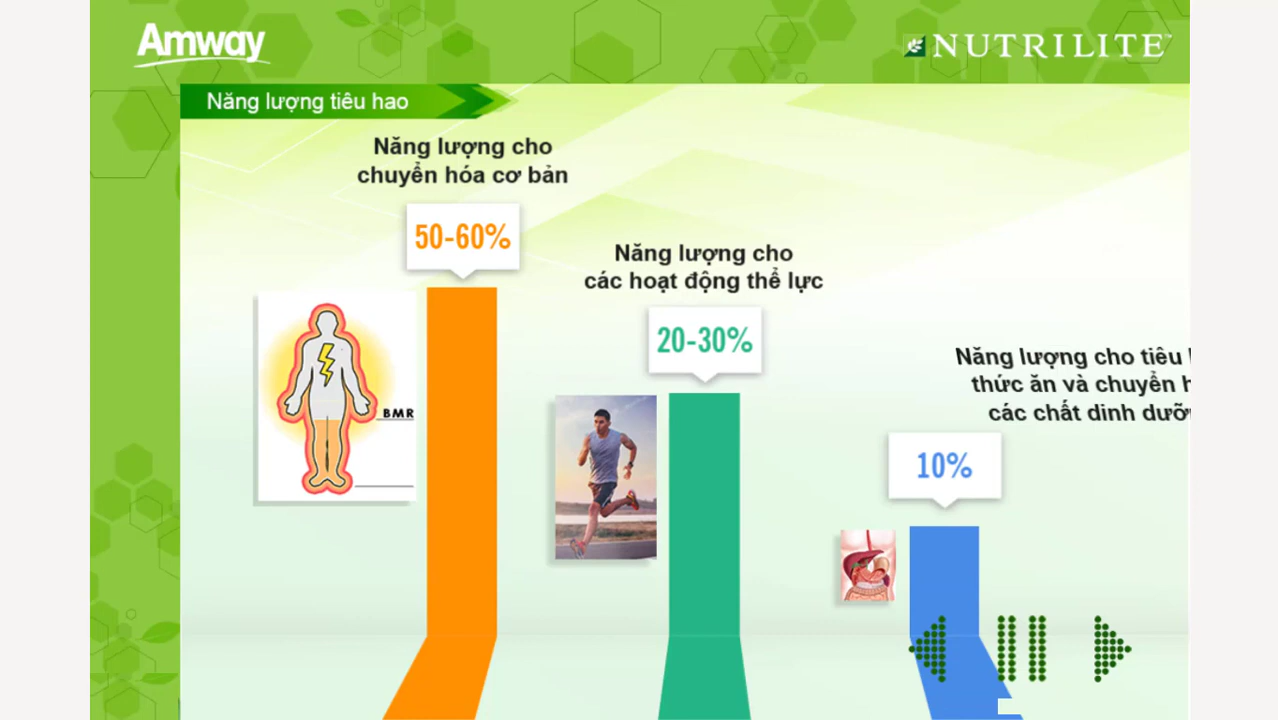 Amway
NUTRILITE™
Năng lượng tiêu hao
Năng lượng cho
chuyển hóa cơ bản
50-60%
Năng lượng cho
các hoạt động thể lực
20-30%
Năng lượng cho tiêu
thức ăn và chuyển
các chất dinh
10%
BMR